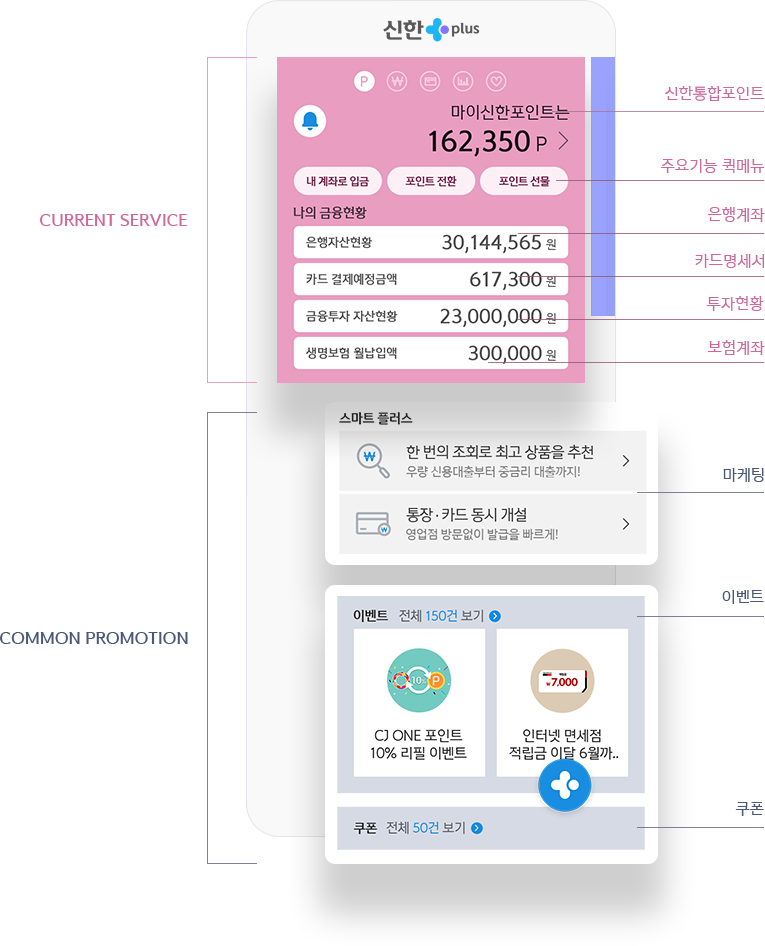 신한 plus
P
마이신한포인트는
162,350 P
신한통합포인트
내 계좌로 입금 포인트 전환 포인트 선물
주요기능 퀵메뉴
나의 금융현황
은행자산현황 30,144,565 원
은행계좌
카드 결제예정금액 617,300 원
카드명세서
금융투자 자산현황 23,000,000 원
투자현황
생명보험 월납입액 300,000 원
보험계좌
CURRENT SERVICE
스마트 플러스
한 번의 조회로 최고 상품을 추천
우량 신용대출부터 중금리 대출까지!
마케팅
통장·카드 동시 개설
영업점 방문없이 발급을 빠르게!
COMMON PROMOTION
이벤트 전체 150건 보기
이벤트
10% P
₩7.000
CJ ONE 포인트
10% 리필 이벤트
인터넷 면세점
적립금 이달 6월까..
쿠폰 전체 50건 보기
쿠폰